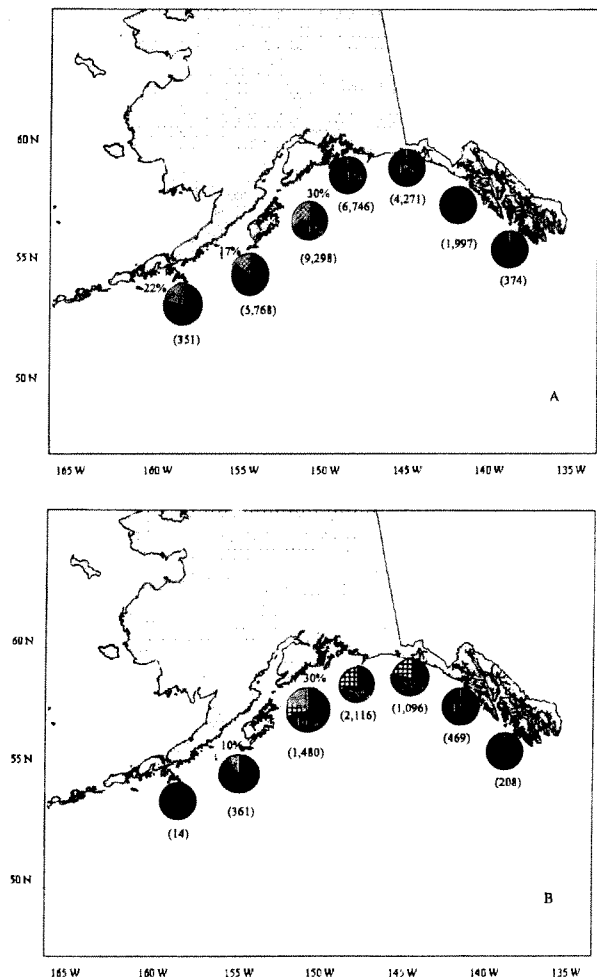 60 N
30%
(6,746)
(4,271)
55 N
17%
(9,298)
(1,997)
22%
(5,768)
(374)
(351)
50 N
A
165 W 160 W 155 W 150 W 145 W 140 W 135 W
60 N
30%
(2,116)
(1,096)
55 N
10%
(1,480)
(469)
(361)
(208)
(14)
50 N
B
165 W 160 W 155 W 150 W 145 W 140 W 135 W